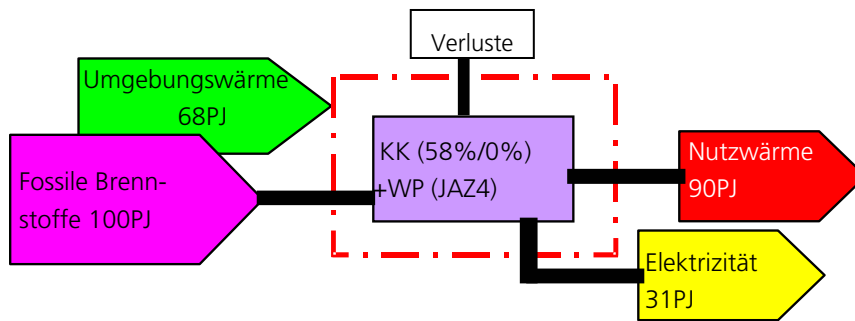 Verluste
Umgebungswärme
68PJ
Fossile Brenn-
stoffe 100PJ
KK (58%/0%)
+WP (JAZ4)
Nutzwärme
90PJ
Elektrizität
31PJ